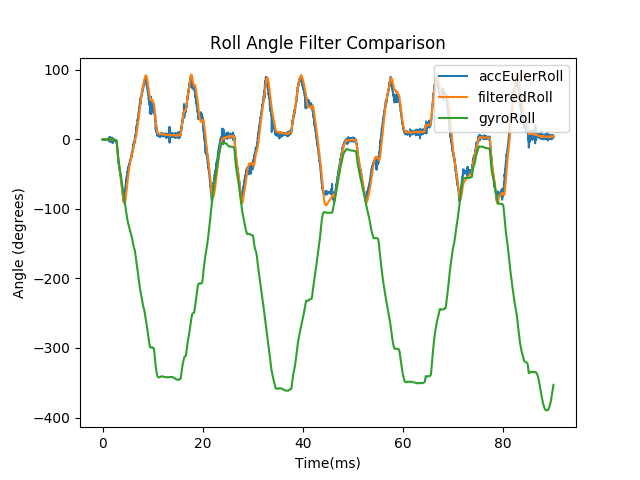 Roll Angle Filter Comparison
accEulerRoll
filteredRoll
gyroRoll
Angle (degrees)
100
0
−100
−200
−300
−400
0 20 40 60 80
Time(ms)